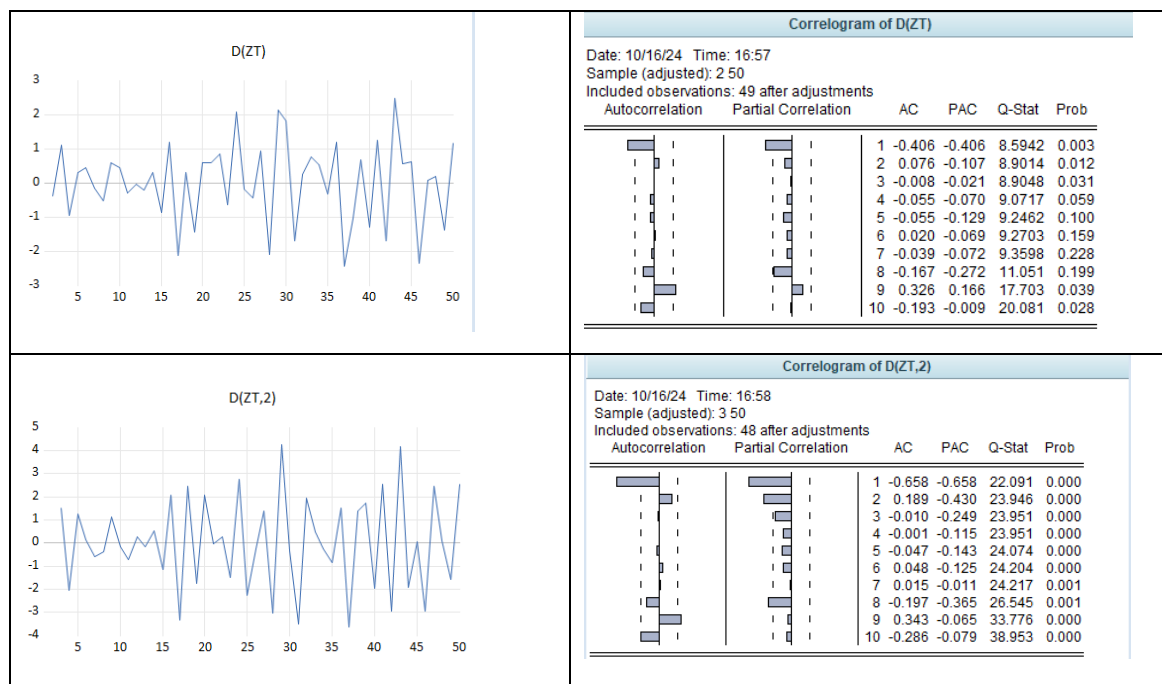 D(ZT)
3
2
1
0
-1
-2
-3
5 10 15 20 25 30 35 40 45 50
Correlogram of D(ZT)
Date: 10/16/24 Time: 16:57
Sample (adjusted): 2 50
Included observations: 49 after adjustments
Autocorrelation Partial Correlation AC PAC Q-Stat Prob
1 -0.406 -0.406 8.5942 0.003
2 0.076 -0.107 8.9014 0.012
3 -0.008 -0.021 8.9048 0.031
4 -0.055 -0.070 9.0717 0.059
5 -0.055 -0.129 9.2462 0.100
6 0.020 -0.069 9.2703 0.159
7 -0.039 -0.072 9.3598 0.228
8 -0.167 -0.272 11.051 0.199
9 0.326 0.166 17.703 0.039
10 -0.193 -0.009 20.081 0.028
D(ZT,2)
5
4
3
2
1
0
-1
-2
-3
-4
5 10 15 20 25 30 35 40 45 50
Correlogram of D(ZT,2)
Date: 10/16/24 Time: 16:58
Sample (adjusted): 3 50
Included observations: 48 after adjustments
Autocorrelation Partial Correlation AC PAC Q-Stat Prob
1 -0.658 -0.658 22.091 0.000
2 0.189 -0.430 23.946 0.000
3 -0.010 -0.249 23.951 0.000
4 -0.001 -0.115 23.951 0.000
5 -0.047 -0.143 24.074 0.000
6 0.048 -0.125 24.204 0.000
7 0.015 -0.011 24.217 0.001
8 -0.197 -0.365 26.545 0.001
9 0.343 -0.065 33.776 0.000
10 -0.286 -0.079 38.953 0.000